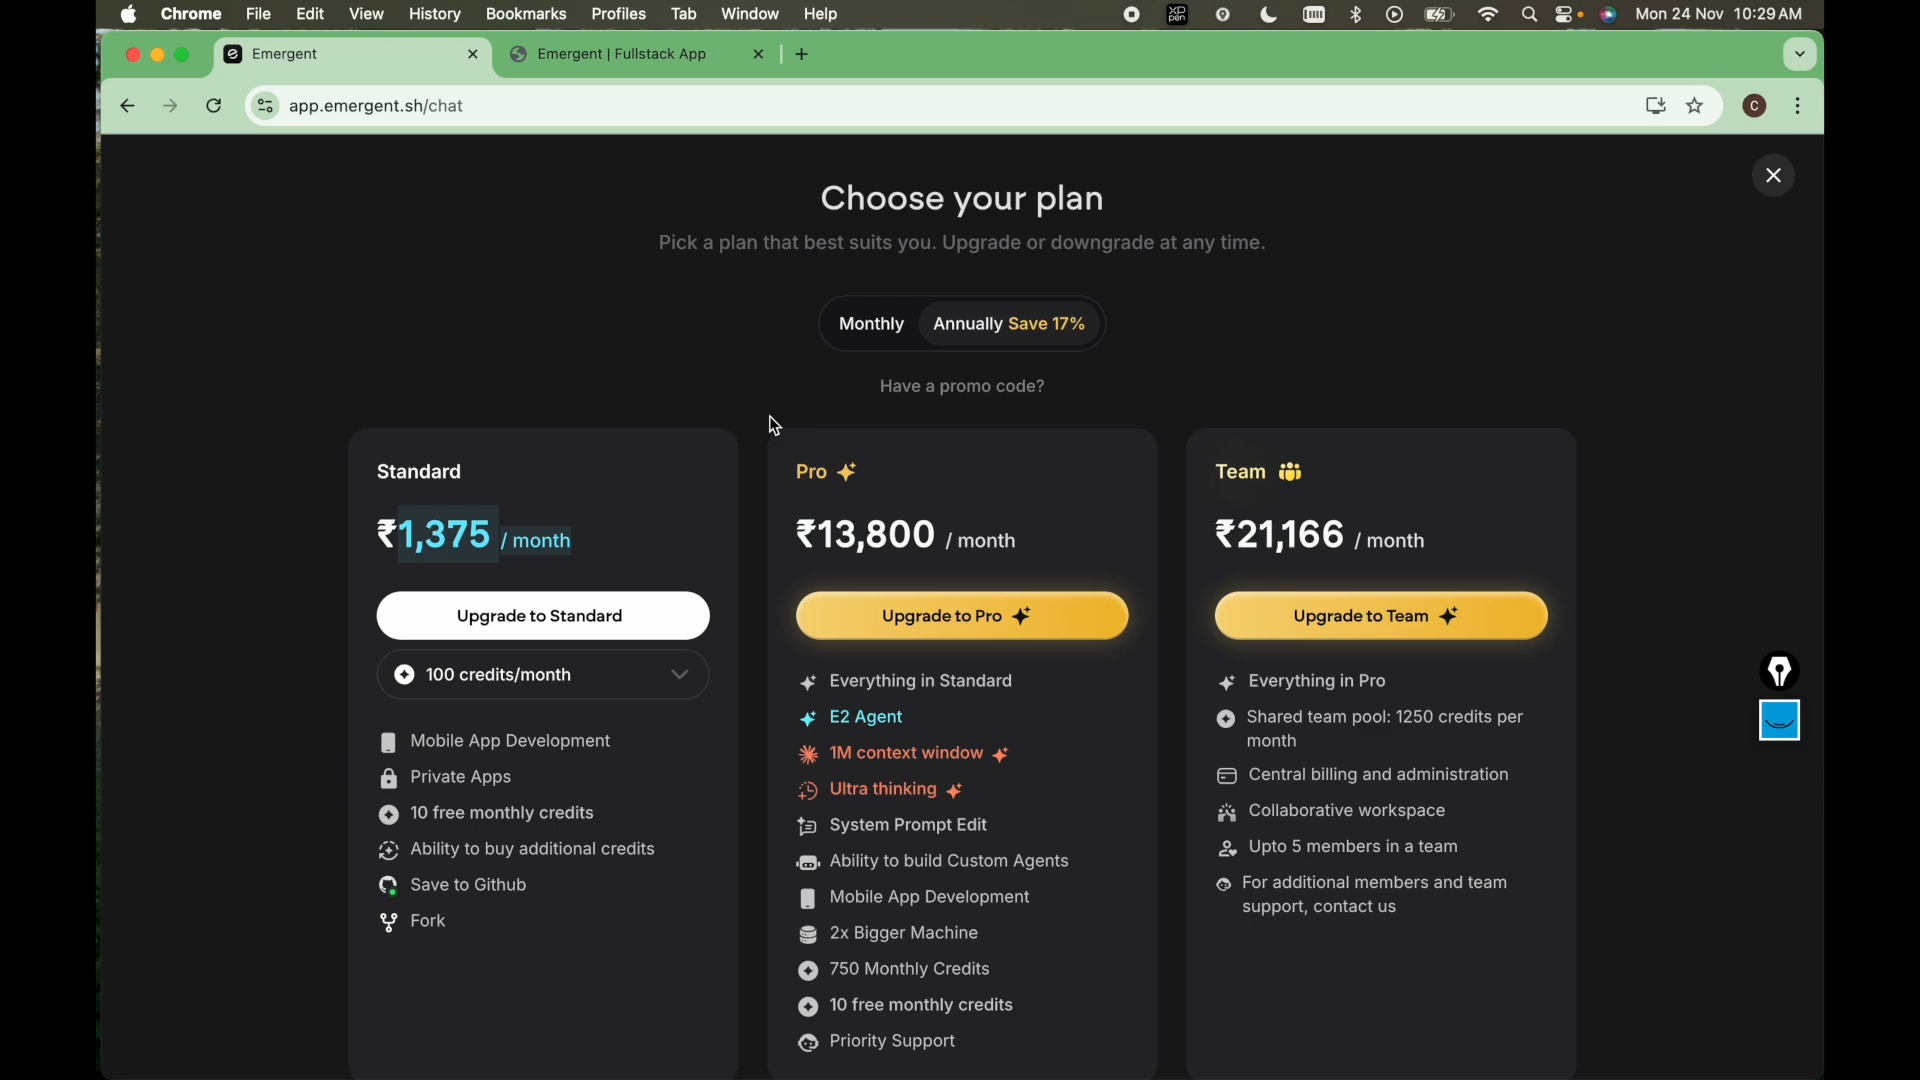 Chrome File Edit View History Bookmarks Profiles Tab Window Help Mon 24 Nov 10:29 AM
Emergent Emergent | Fullstack App
app.emergent.sh/chat C
Choose your plan
Pick a plan that best suits you. Upgrade or downgrade at any time.
Monthly Annually Save 17%
Have a promo code?
Standard
₹1,375 / month
Upgrade to Standard
100 credits/month
Mobile App Development
Private Apps
10 free monthly credits
Ability to buy additional credits
Save to Github
Fork
Pro
₹13,800 / month
Upgrade to Pro
Everything in Standard
E2 Agent
1M context window
Ultra thinking
System Prompt Edit
Ability to build Custom Agents
Mobile App Development
2x Bigger Machine
750 Monthly Credits
10 free monthly credits
Priority Support
Team
₹21,166 / month
Upgrade to Team
Everything in Pro
Shared team pool: 1250 credits per
month
Central billing and administration
Collaborative workspace
Upto 5 members in a team
For additional members and team
support, contact us